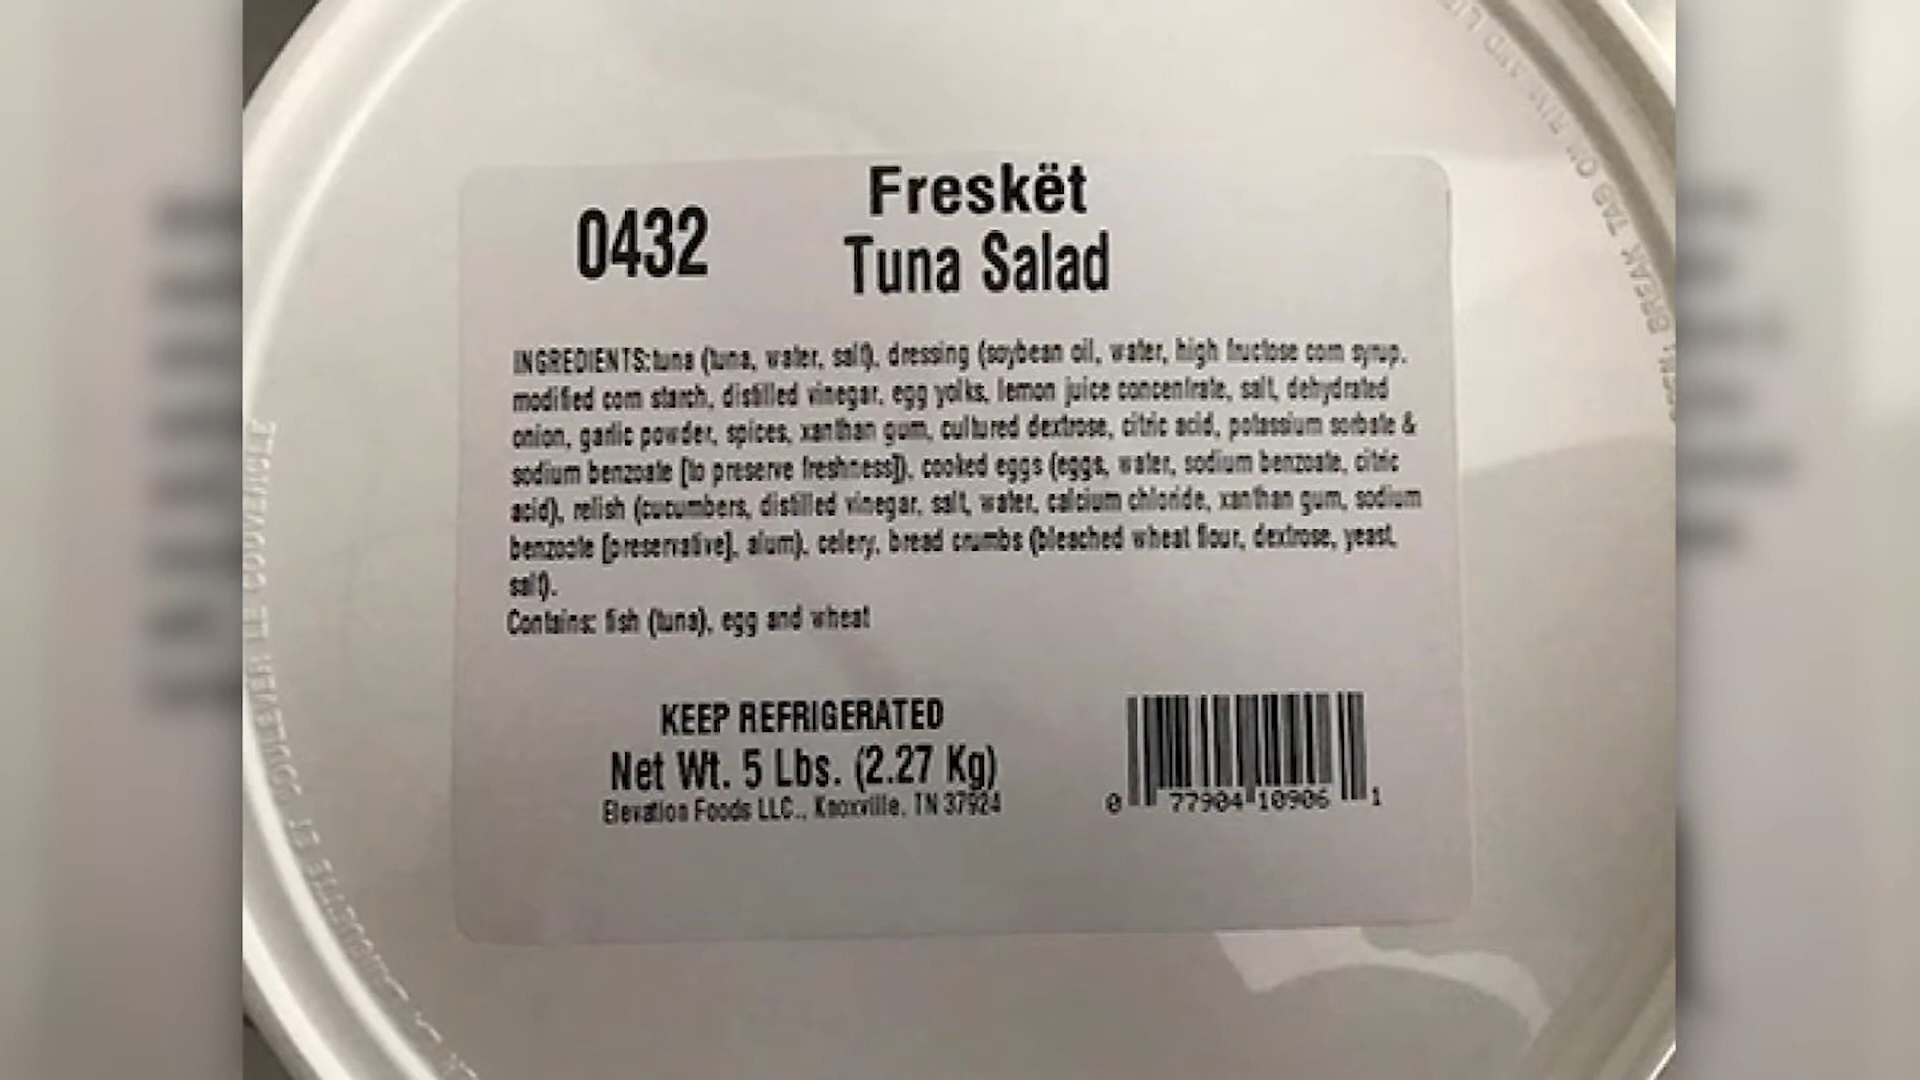 0432
Freskët
Tuna Salad
INGREDIENTS:tuna (tuna, water, salt), dressing (soybean oil, water, high fructose corn syrup,
modified corn starch, distilled vinegar, egg yolks, lemon juice concentrate, salt, dehydrated
onion, garlic powder, spices, xanthan gum, cultured dextrose, citric acid, potassium sorbate &
sodium benzoate [to preserve freshness]), cooked eggs (eggs, water, sodium benzoate, citric
acid), relish (cucumbers, distilled vinegar, salt, water, calcium chloride, xanthan gum, sodium
benzoate [preservative], alum), celery, bread crumbs (bleached wheat flour, dextrose, yeast,
salt).
Contains: fish (tuna), egg and wheat
KEEP REFRIGERATED
Net Wt. 5 Lbs. (2.27 Kg)
Elevation Foods LLC., Knoxville, TN 37924
0 77904 10906 1
BREAK TAB ON RIM AND